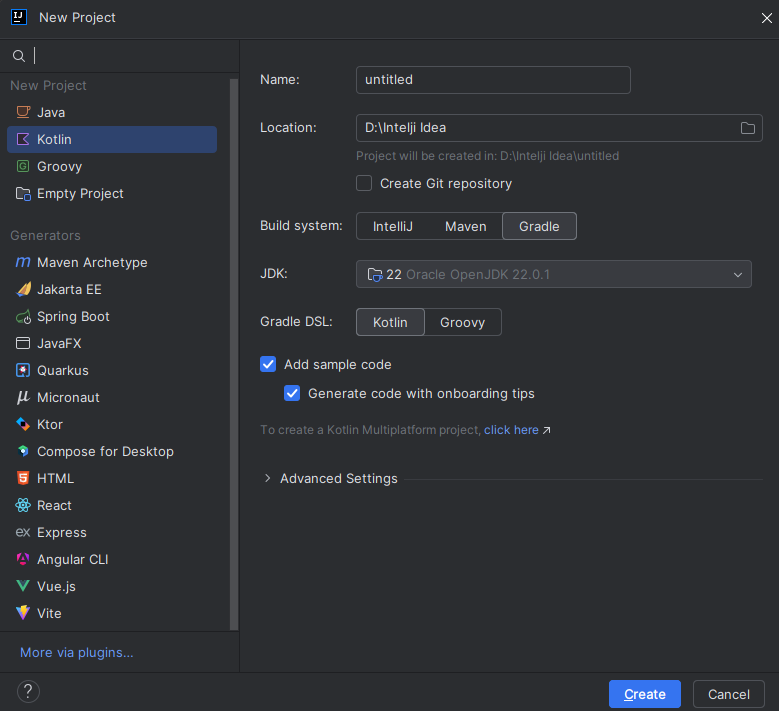 New Project
New Project
Java
Kotlin
Groovy
Empty Project
Generators
Maven Archetype
Jakarta EE
Spring Boot
JavaFX
Quarkus
Micronaut
Ktor
Compose for Desktop
HTML
React
Express
Angular CLI
Vue.js
Vite
More via plugins...
Name: untitled
Location: D:\Intelji Idea
Project will be created in: D:\Intelji Idea\untitled
Create Git repository
Build system: IntelliJ Maven Gradle
JDK: 22 Oracle OpenJDK 22.0.1
Gradle DSL: Kotlin Groovy
Add sample code
Generate code with onboarding tips
To create a Kotlin Multiplatform project, click here ↗
Advanced Settings
? Create Cancel